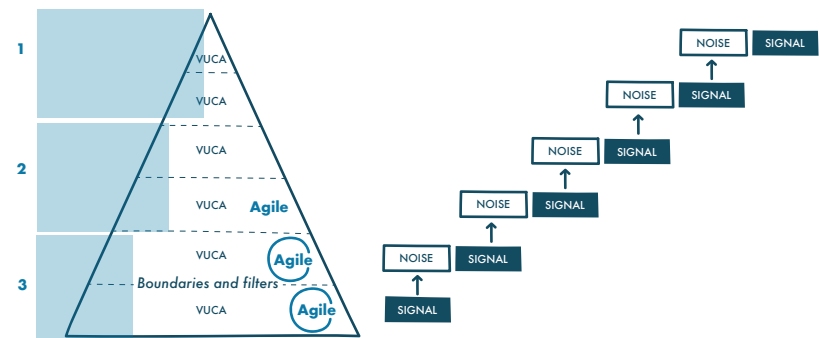 1
VUCA
VUCA
2
VUCA
VUCA Agile
3
VUCA Agile
Boundaries and filters
VUCA Agile
NOISE SIGNAL
NOISE SIGNAL
NOISE SIGNAL
NOISE SIGNAL
NOISE SIGNAL
SIGNAL